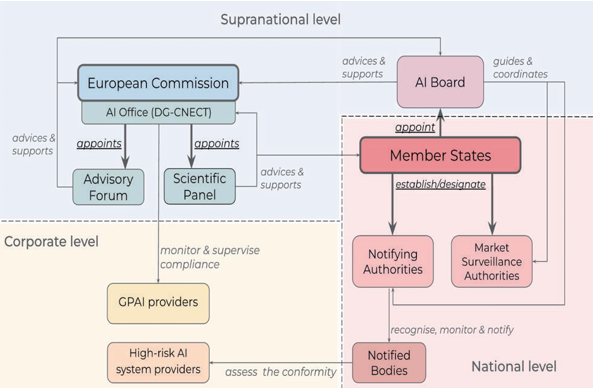 Supranational level
advices &
supports
European Commission
AI Office (DG-CNECT)
advices &
supports
AI Board
guides &
coordinates
appoints
appoints
advices &
supports
Advisory
Forum
Scientific
Panel
advices &
supports
appoint
Member States
establish/designate
Corporate level
monitor & supervise
compliance
Notifying
Authorities
Market
Surveillance
Authorities
GPAI providers
recognise, monitor & notify
High-risk AI
system providers
assess the conformity
Notified
Bodies
National level